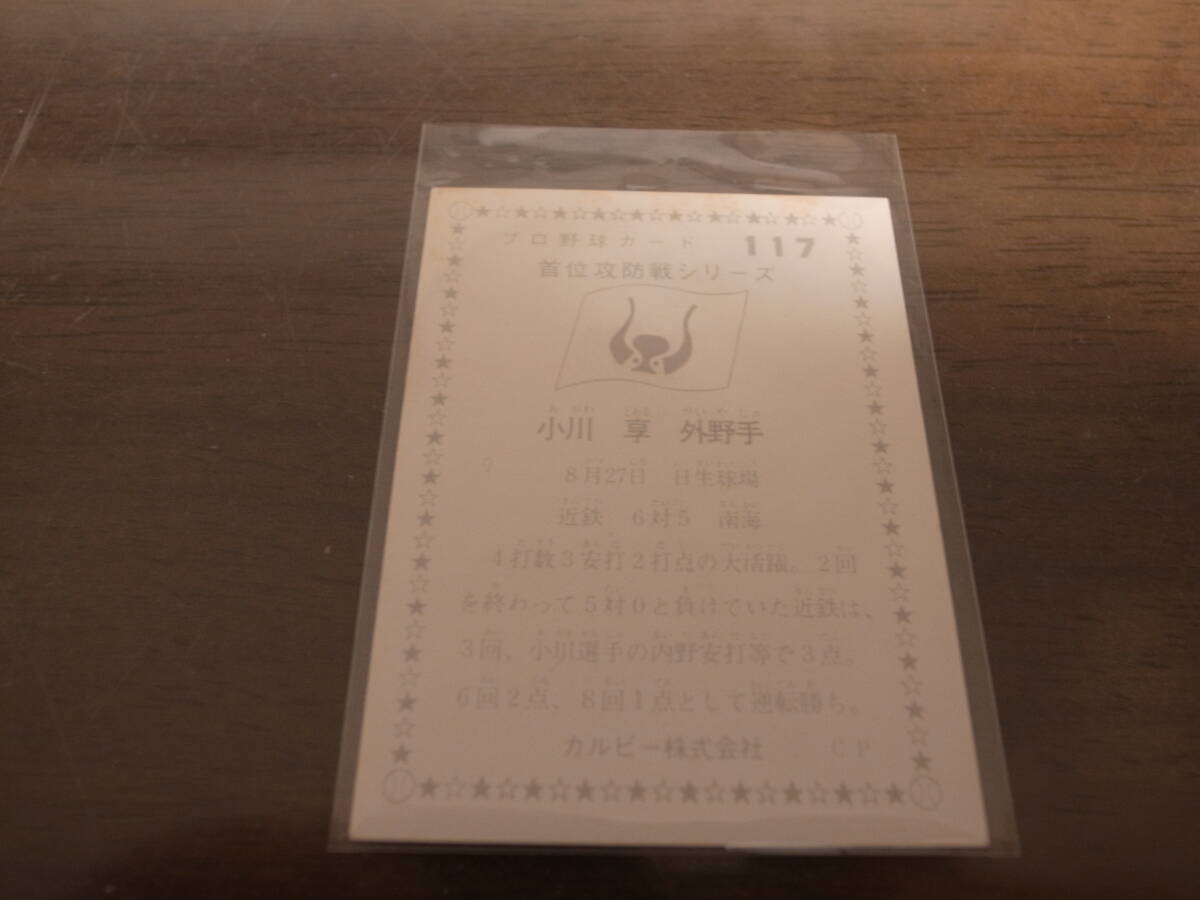 プロ野球カード 117
首位攻防戦シリーズ
小川 享 外野手
8月27日 日生球場
近鉄 6対5 南海
4打数3安打2打点の大活躍。2回
を終わって5対0と負けていた近鉄は、
3回、小川選手の内野安打等で3点。
6回2点、8回1点として逆転勝ち。
カルビー株式会社 CP